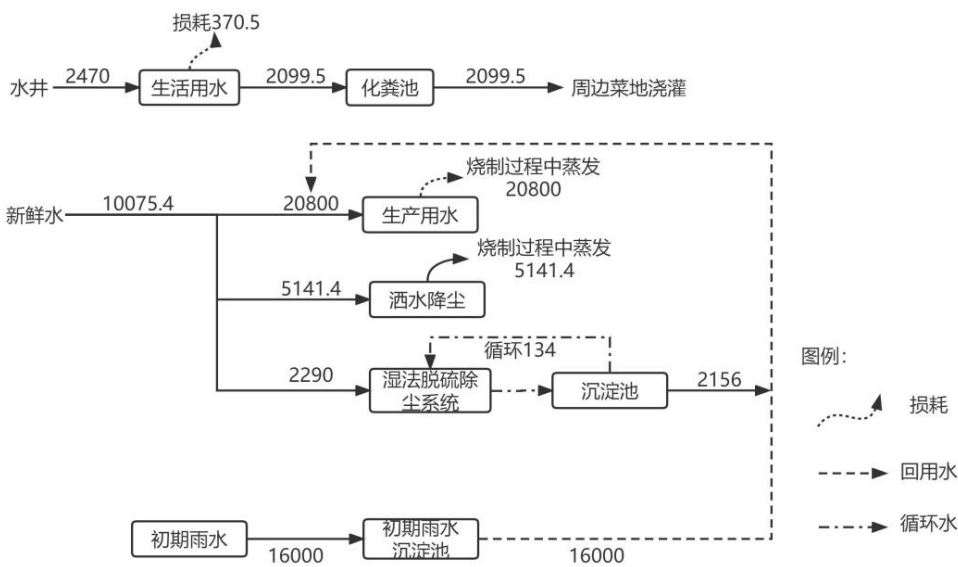 损耗370.5
水井
2470
生活用水
2099.5
化粪池
2099.5
周边菜地浇灌
新鲜水
10075.4
20800
生产用水
烧制过程中蒸发
20800
5141.4
洒水降尘
烧制过程中蒸发
5141.4
2290
湿法脱硫除
尘系统
循环134
沉淀池
2156
初期雨水
16000
初期雨水
沉淀池
16000
图例：
损耗
回用水
循环水